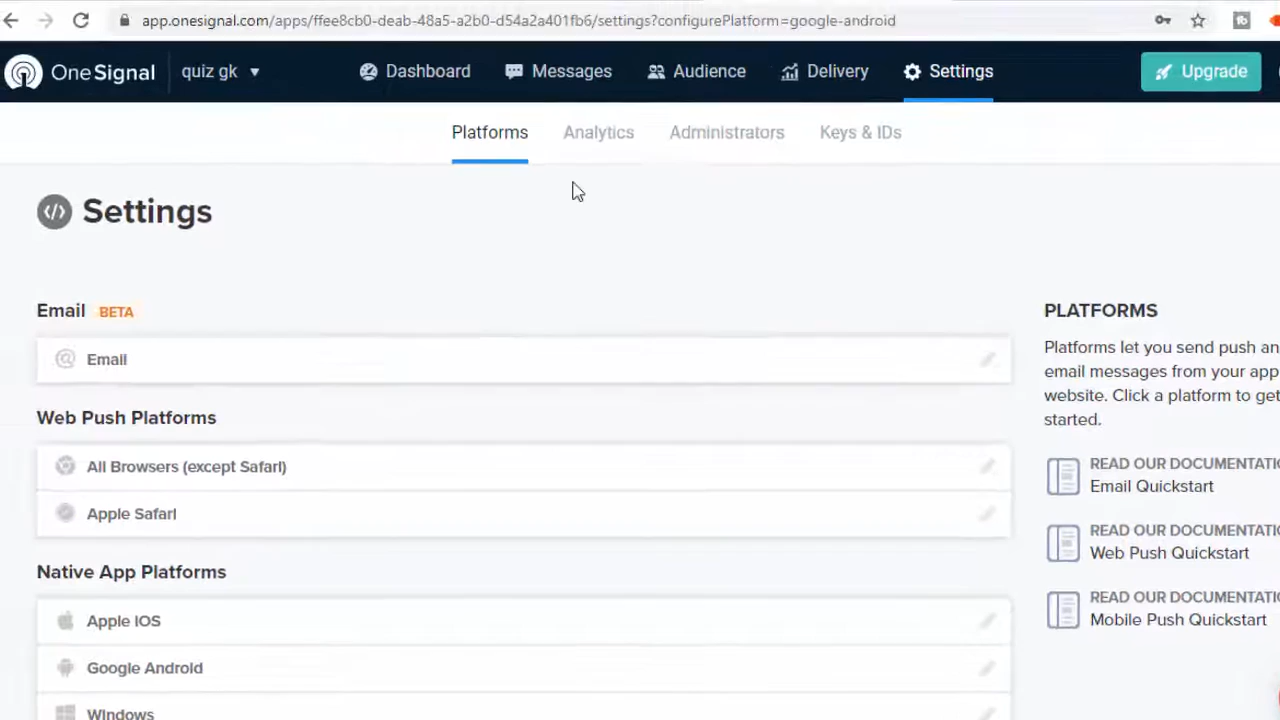 app.onesignal.com/apps/ffee8cb0-deab-48a5-a2b0-d54a2a401fb6/settings?configurePlatform=google-android
OneSignal quiz gk Dashboard Messages Audience Delivery Settings Upgrade
Platforms Analytics Administrators Keys & IDs
Settings
Email BETA
Email
Web Push Platforms
All Browsers (except Safari)
Apple Safari
Native App Platforms
Apple iOS
Google Android
Windows
PLATFORMS
Platforms let you send push an
email messages from your app
website. Click a platform to get
started.
READ OUR DOCUMENTATIO
Email Quickstart
READ OUR DOCUMENTATIO
Web Push Quickstart
READ OUR DOCUMENTATIO
Mobile Push Quickstart